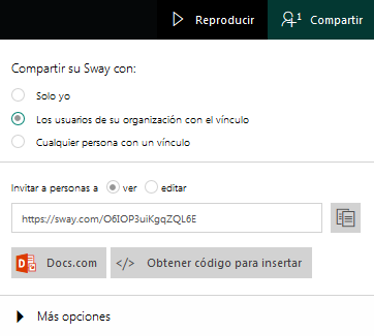 Reproducir
Compartir
Compartir su Sway con:
Solo yo
Los usuarios de su organización con el vínculo
Cualquier persona con un vínculo
Invitar a personas a ver editar
https://sway.com/O6IOP3uiKgqZQL6E
Docs.com </> Obtener código para insertar
Más opciones